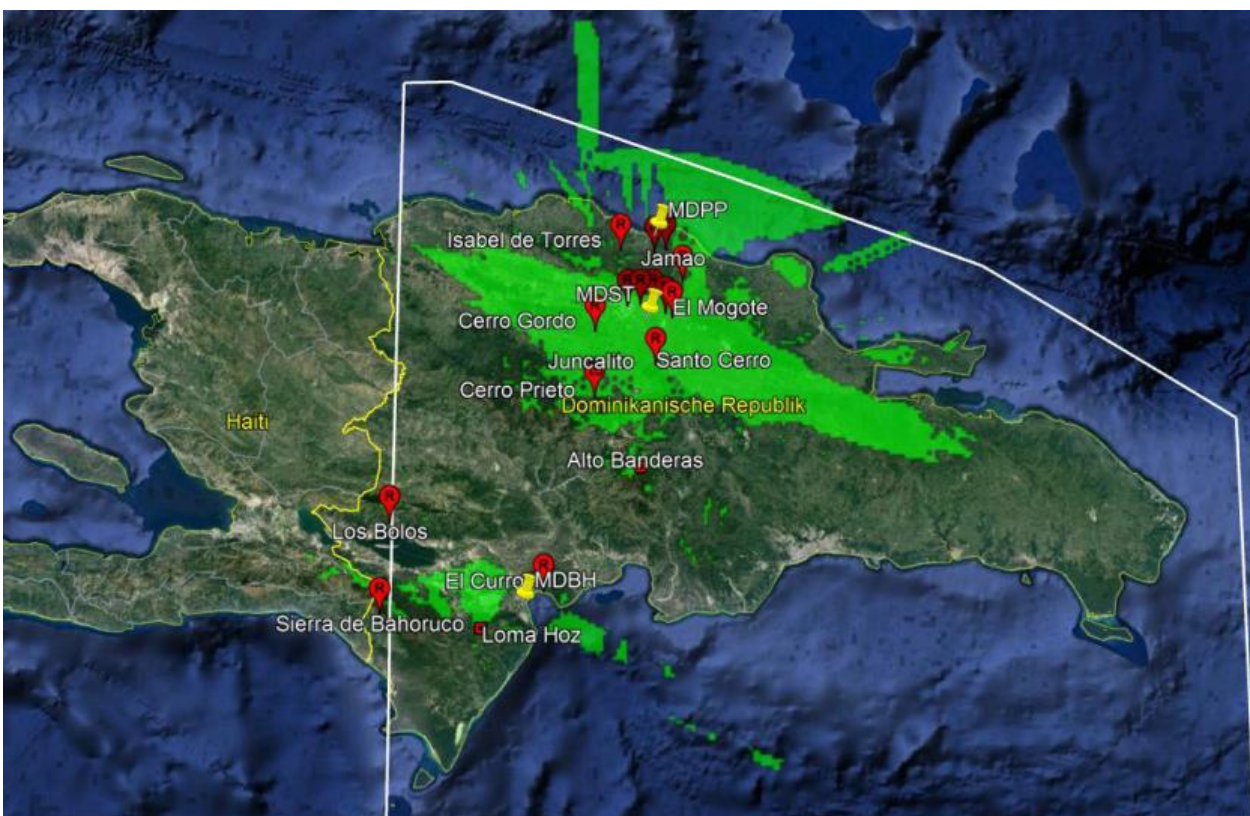 MDPP
Isabel de Torres
Jamao
MDST
El Mogote
Cerro Gordo
Juncalito
Santo Cerro
Cerro Prieto
Dominikanische Republik
Haiti
Alto Banderas
Los Bolos
El Curro
MDBH
Sierra de Bahoruco
Loma Hoz
R
R
R
R
R
R
R